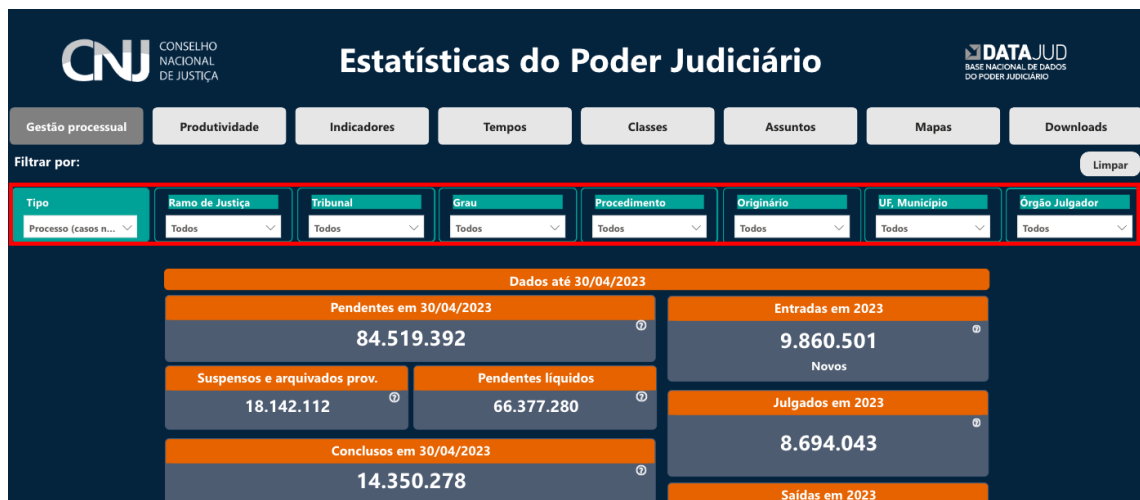 CNJ
CONSELHO
NACIONAL
DE JUSTIÇA
Estatísticas do Poder Judiciário
DATAJUD
BASE NACIONAL DE DADOS
DO PODER JUDICIÁRIO
Gestão processual
Produtividade
Indicadores
Tempos
Classes
Assuntos
Mapas
Downloads
Filtrar por:
Limpar
Tipo
Processo (casos n...
Ramo de Justiça
Todos
Tribunal
Todos
Grau
Todos
Procedimento
Todos
Originário
Todos
UF, Município
Todos
Órgão Julgador
Todos
Dados até 30/04/2023
Pendentes em 30/04/2023
84.519.392
Entradas em 2023
9.860.501
Novos
Suspensos e arquivados prov.
18.142.112
Pendentes líquidos
66.377.280
Julgados em 2023
8.694.043
Conclusos em 30/04/2023
14.350.278
Saídas em 2023